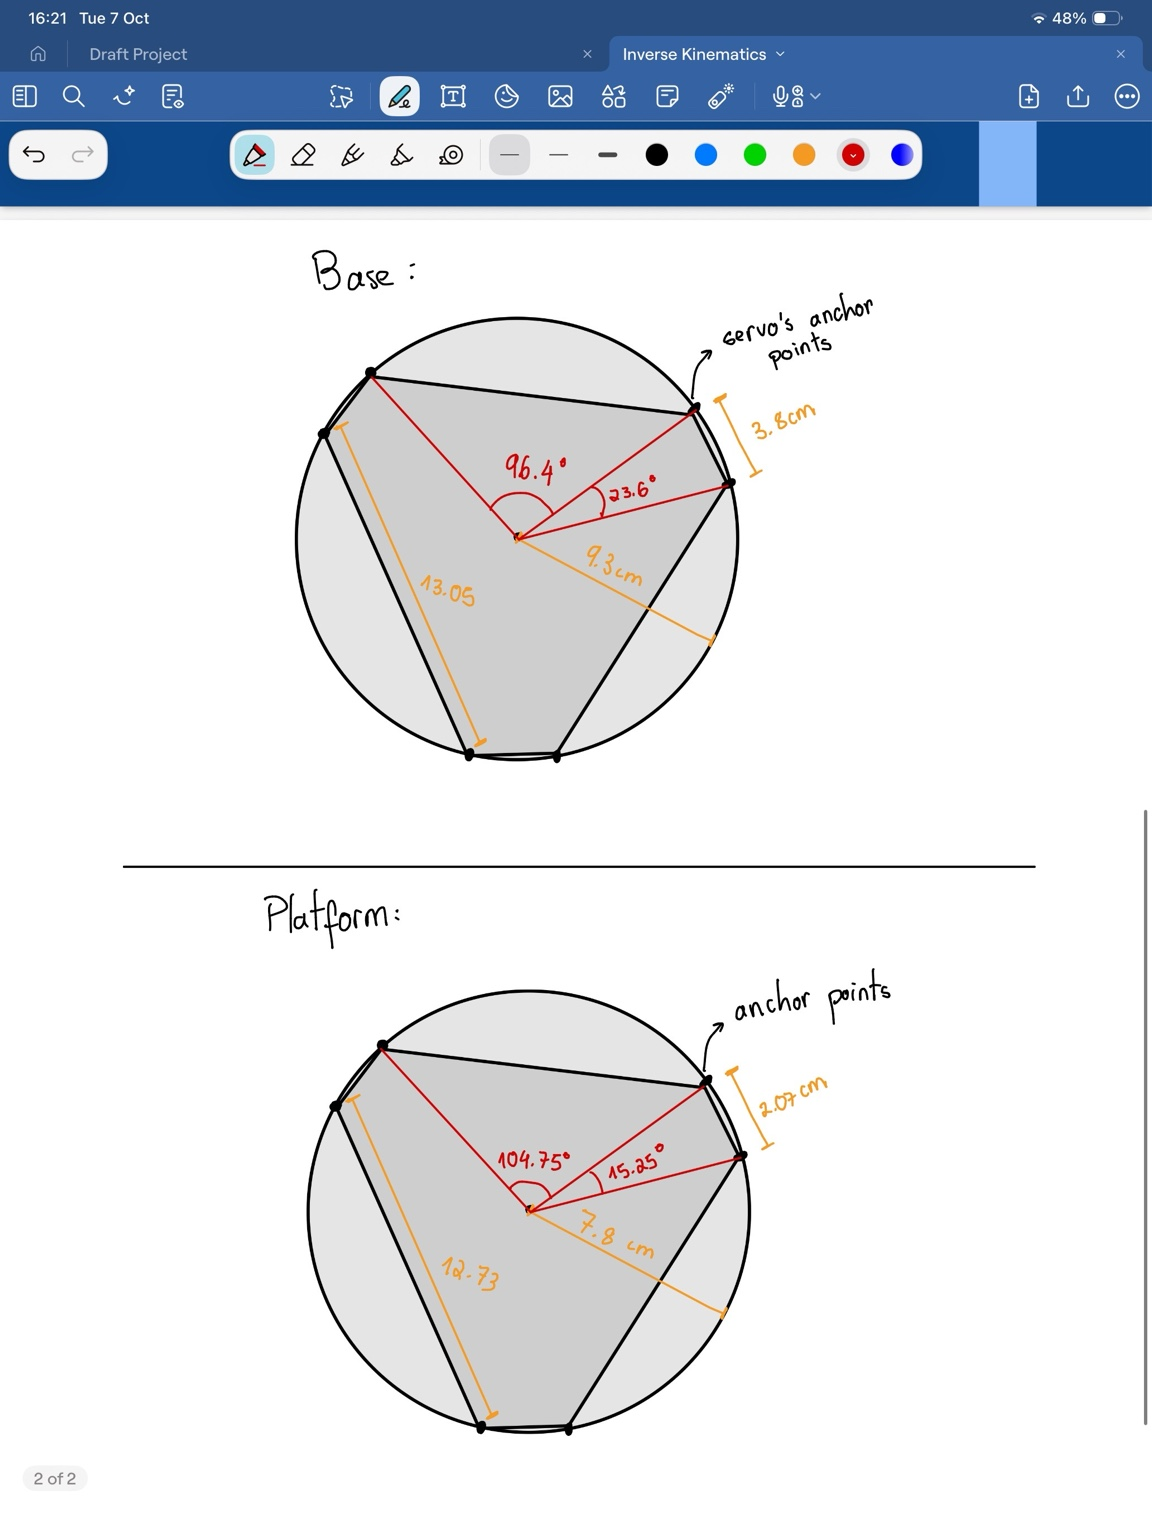 16:21 Tue 7 Oct
48%
Draft Project
Inverse Kinematics
Base :
servo's anchor
points
3.8cm
96.4°
23.6°
9.3cm
13.05
Platform:
anchor points
2.07cm
104.75°
15.25°
7.8 cm
12.73
2 of 2